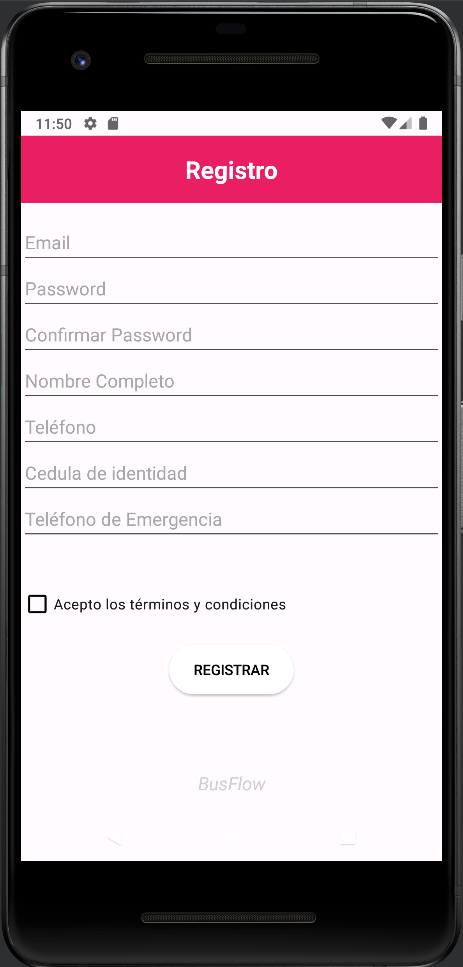 11:50
Registro
Email
Password
Confirmar Password
Nombre Completo
Teléfono
Cedula de identidad
Teléfono de Emergencia
Acepto los términos y condiciones
REGISTRAR
BusFlow